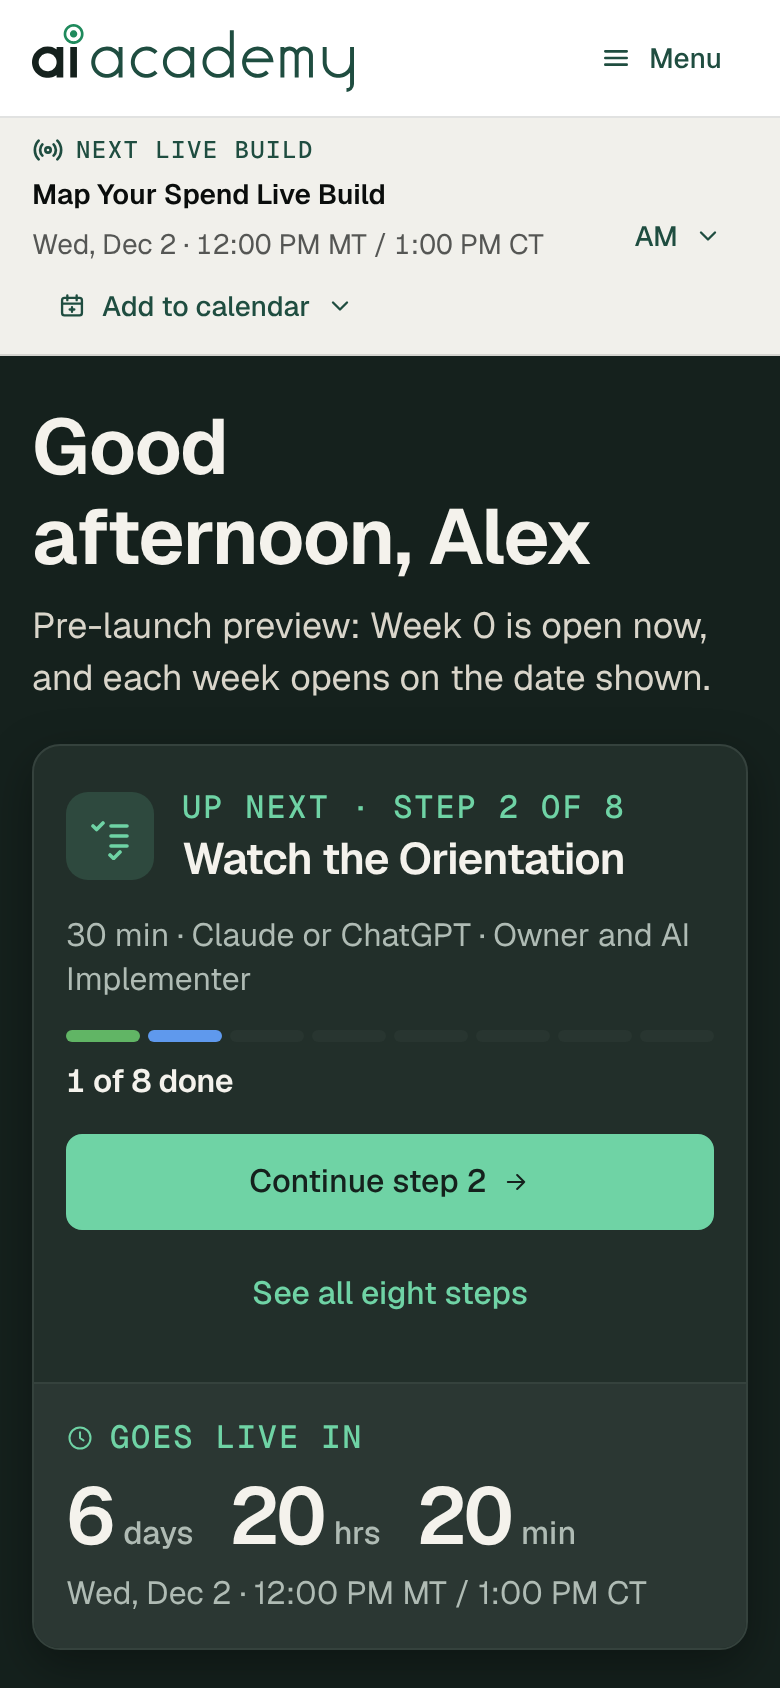 ai academy
Menu
NEXT LIVE BUILD
Map Your Spend Live Build
Wed, Dec 2 · 12:00 PM MT / 1:00 PM CT
AM
Add to calendar
Good
afternoon, Alex
Pre-launch preview: Week 0 is open now,
and each week opens on the date shown.
UP NEXT · STEP 2 OF 8
Watch the Orientation
30 min · Claude or ChatGPT · Owner and AI
Implementer
1 of 8 done
Continue step 2 →
See all eight steps
GOES LIVE IN
6 days 20 hrs 20 min
Wed, Dec 2 · 12:00 PM MT / 1:00 PM CT